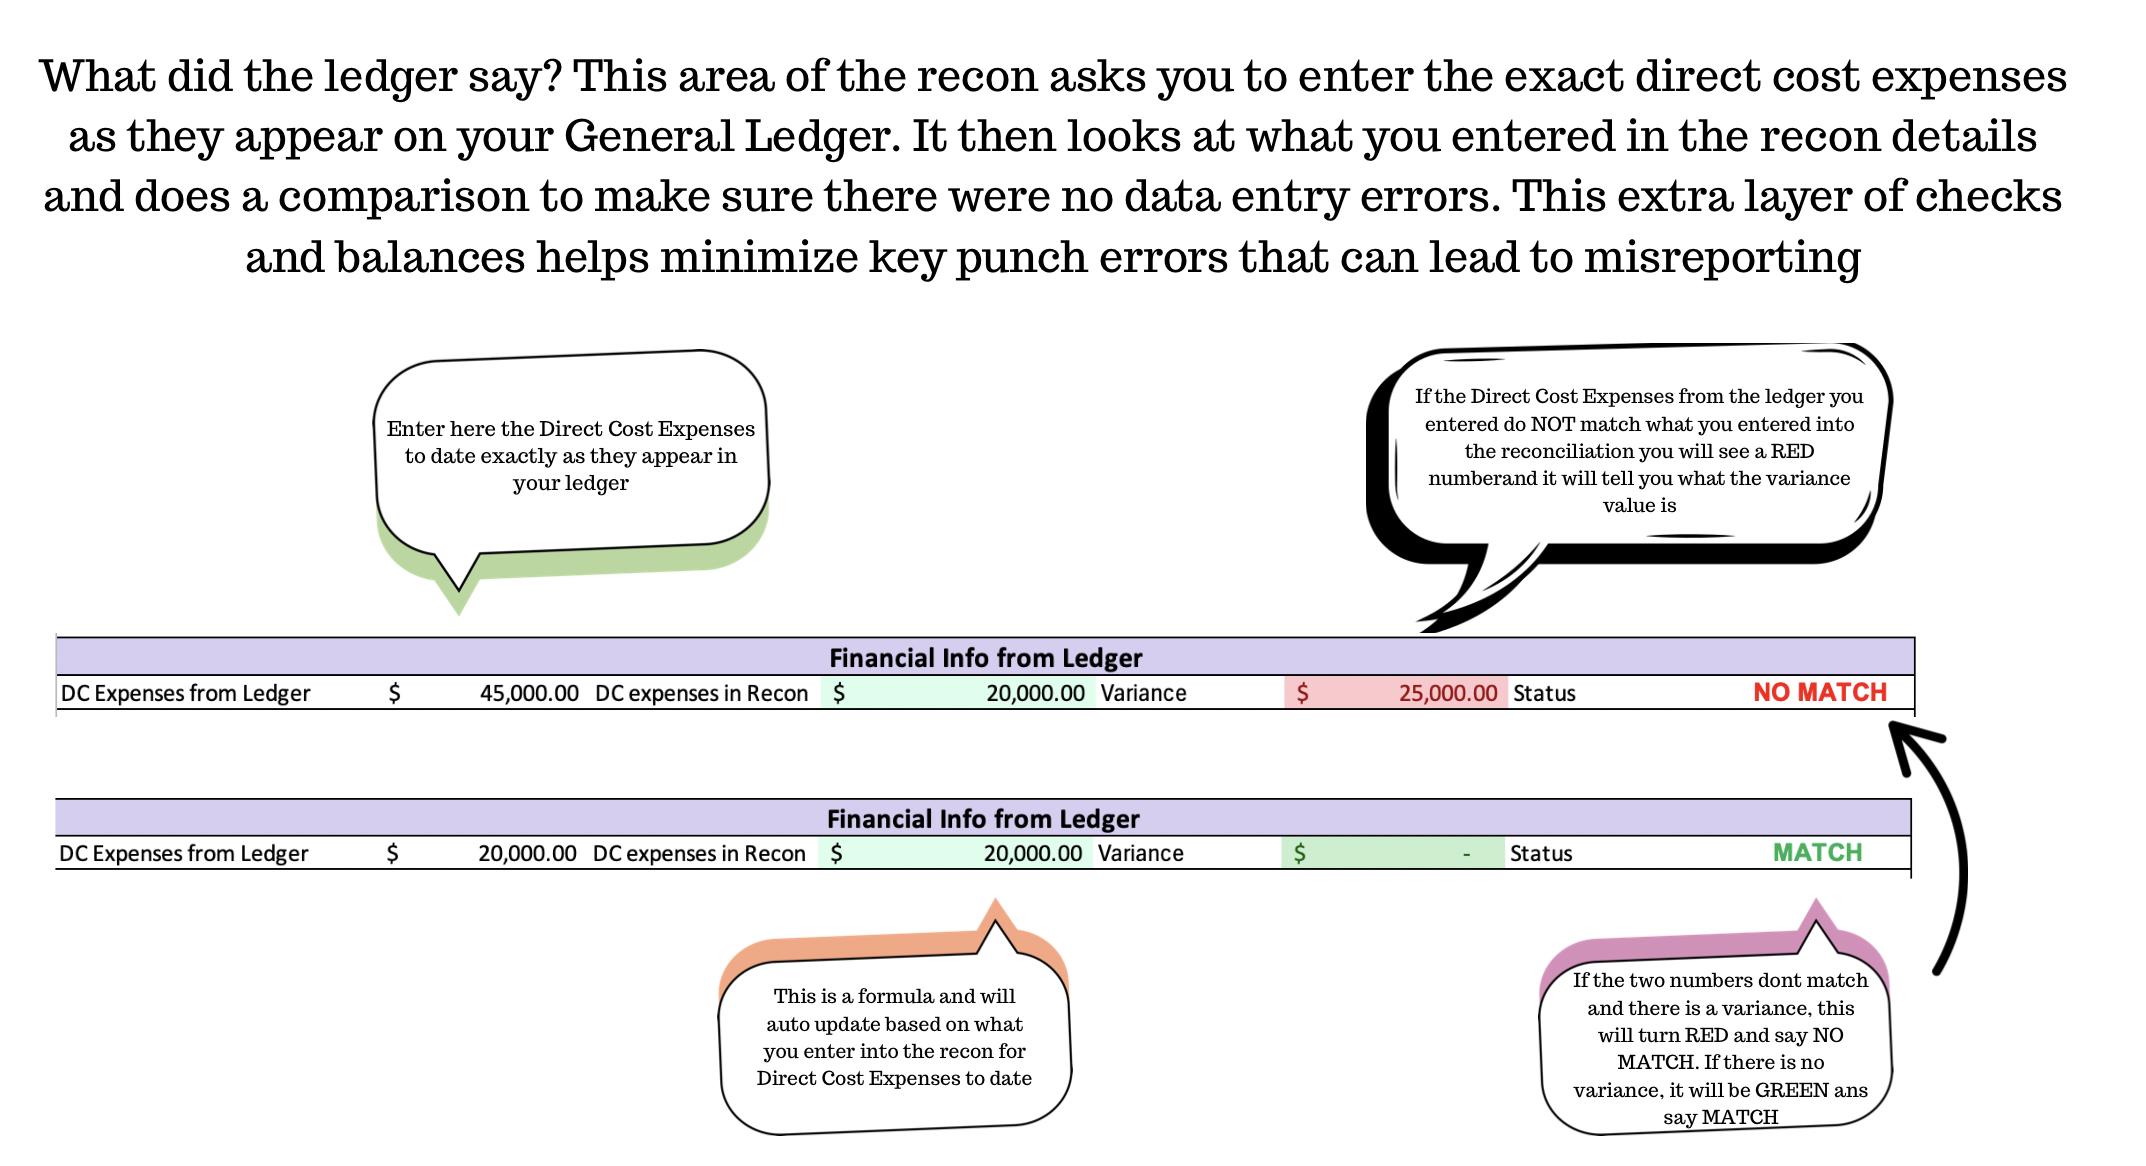 What did the ledger say? This area of the recon asks you to enter the exact direct cost expenses
as they appear on your General Ledger. It then looks at what you entered in the recon details
and does a comparison to make sure there were no data entry errors. This extra layer of checks
and balances helps minimize key punch errors that can lead to misreporting
Enter here the Direct Cost Expenses
to date exactly as they appear in
your ledger
If the Direct Cost Expenses from the ledger you
entered do NOT match what you entered into
the reconciliation you will see a RED
numberand it will tell you what the variance
value is
Financial Info from Ledger
DC Expenses from Ledger $ 45,000.00 DC expenses in Recon $ 20,000.00 Variance $ 25,000.00 Status NO MATCH
Financial Info from Ledger
DC Expenses from Ledger $ 20,000.00 DC expenses in Recon $ 20,000.00 Variance $ - Status MATCH
This is a formula and will
auto update based on what
you enter into the recon for
Direct Cost Expenses to date
If the two numbers dont match
and there is a variance, this
will turn RED and say NO
MATCH. If there is no
variance, it will be GREEN ans
say MATCH